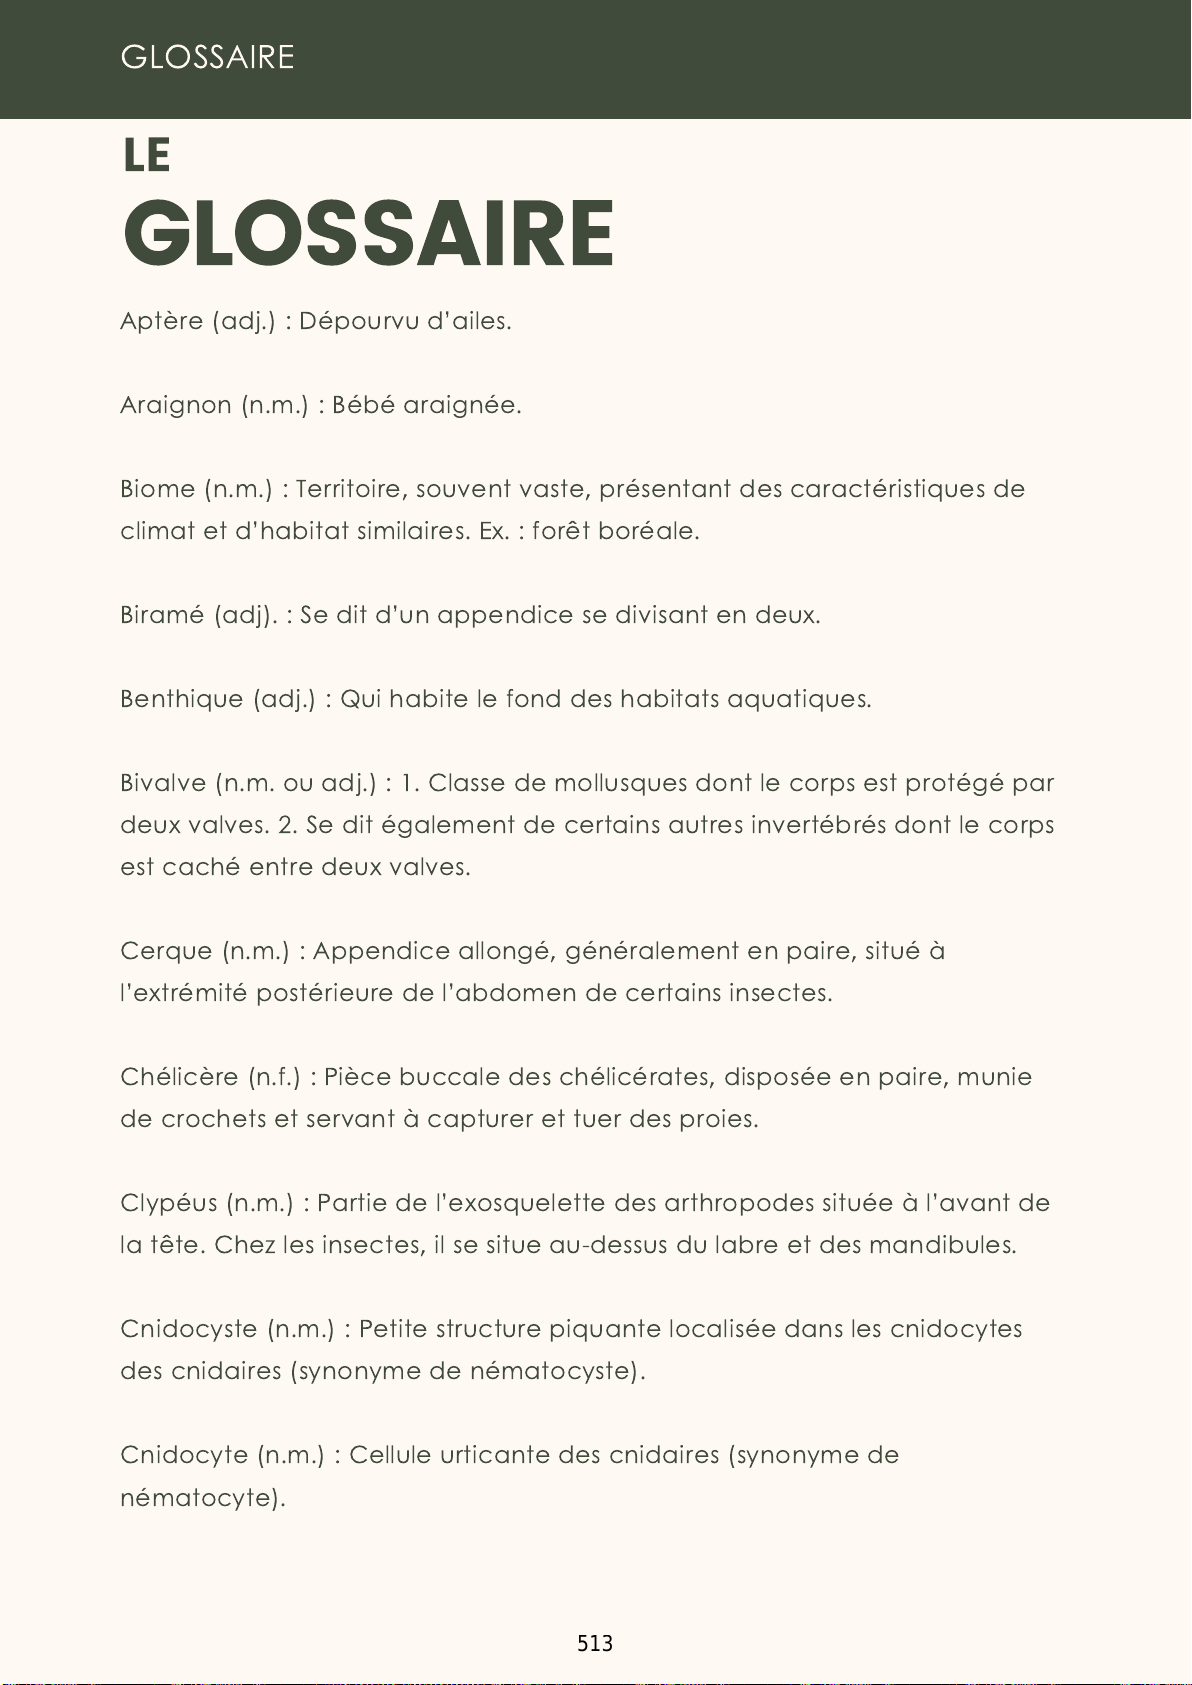 GLOSSAIRE
LE
GLOSSAIRE
Aptère (adj.) : Dépourvu d’ailes.
Araignon (n.m.) : Bébé araignée.
Biome (n.m.) : Territoire, souvent vaste, présentant des caractéristiques de
climat et d’habitat similaires. Ex. : forêt boréale.
Biramé (adj). : Se dit d’un appendice se divisant en deux.
Benthique (adj.) : Qui habite le fond des habitats aquatiques.
Bivalve (n.m. ou adj.) : 1. Classe de mollusques dont le corps est protégé par
deux valves. 2. Se dit également de certains autres invertébrés dont le corps
est caché entre deux valves.
Cerque (n.m.) : Appendice allongé, généralement en paire, situé à
l’extrémité postérieure de l’abdomen de certains insectes.
Chélicère (n.f.) : Pièce buccale des chélicérates, disposée en paire, munie
de crochets et servant à capturer et tuer des proies.
Clypéus (n.m.) : Partie de l’exosquelette des arthropodes située à l’avant de
la tête. Chez les insectes, il se situe au-dessus du labre et des mandibules.
Cnidocyste (n.m.) : Petite structure piquante localisée dans les cnidocytes
des cnidaires (synonyme de nématocyste).
Cnidocyte (n.m.) : Cellule urticante des cnidaires (synonyme de
nématocyte).
513